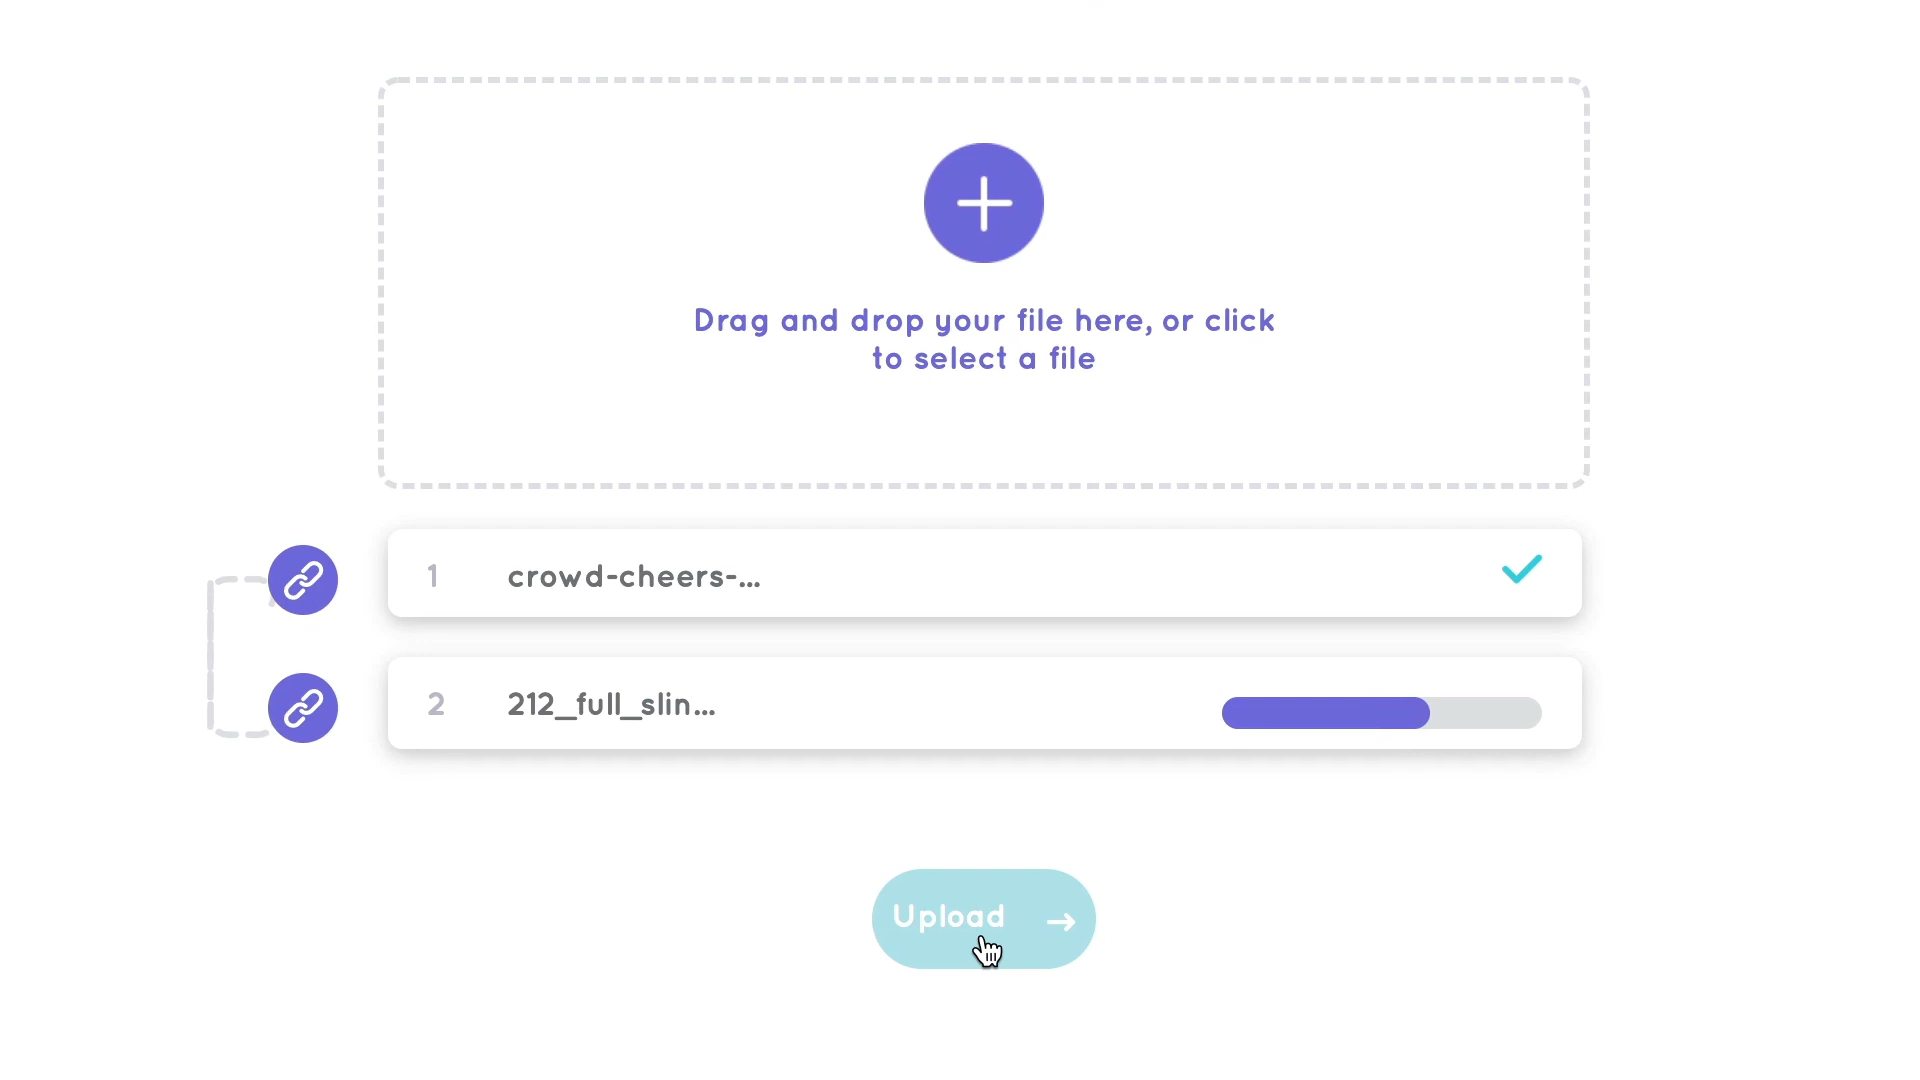 Drag and drop your file here, or click
to select a file
1 crowd-cheers-...
2 212_full_slin...
Upload